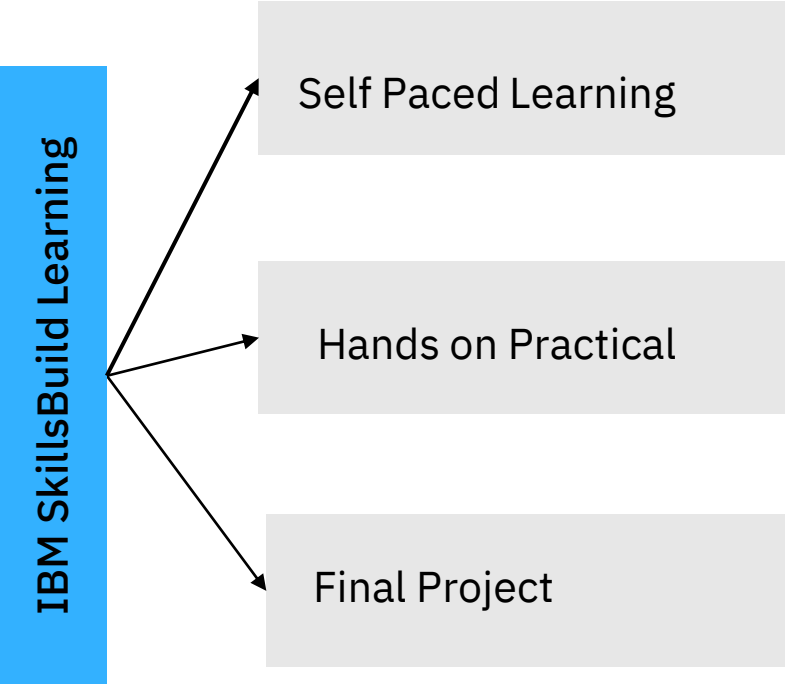 IBM SkillsBuild Learning
Self Paced Learning
Hands on Practical
Final Project